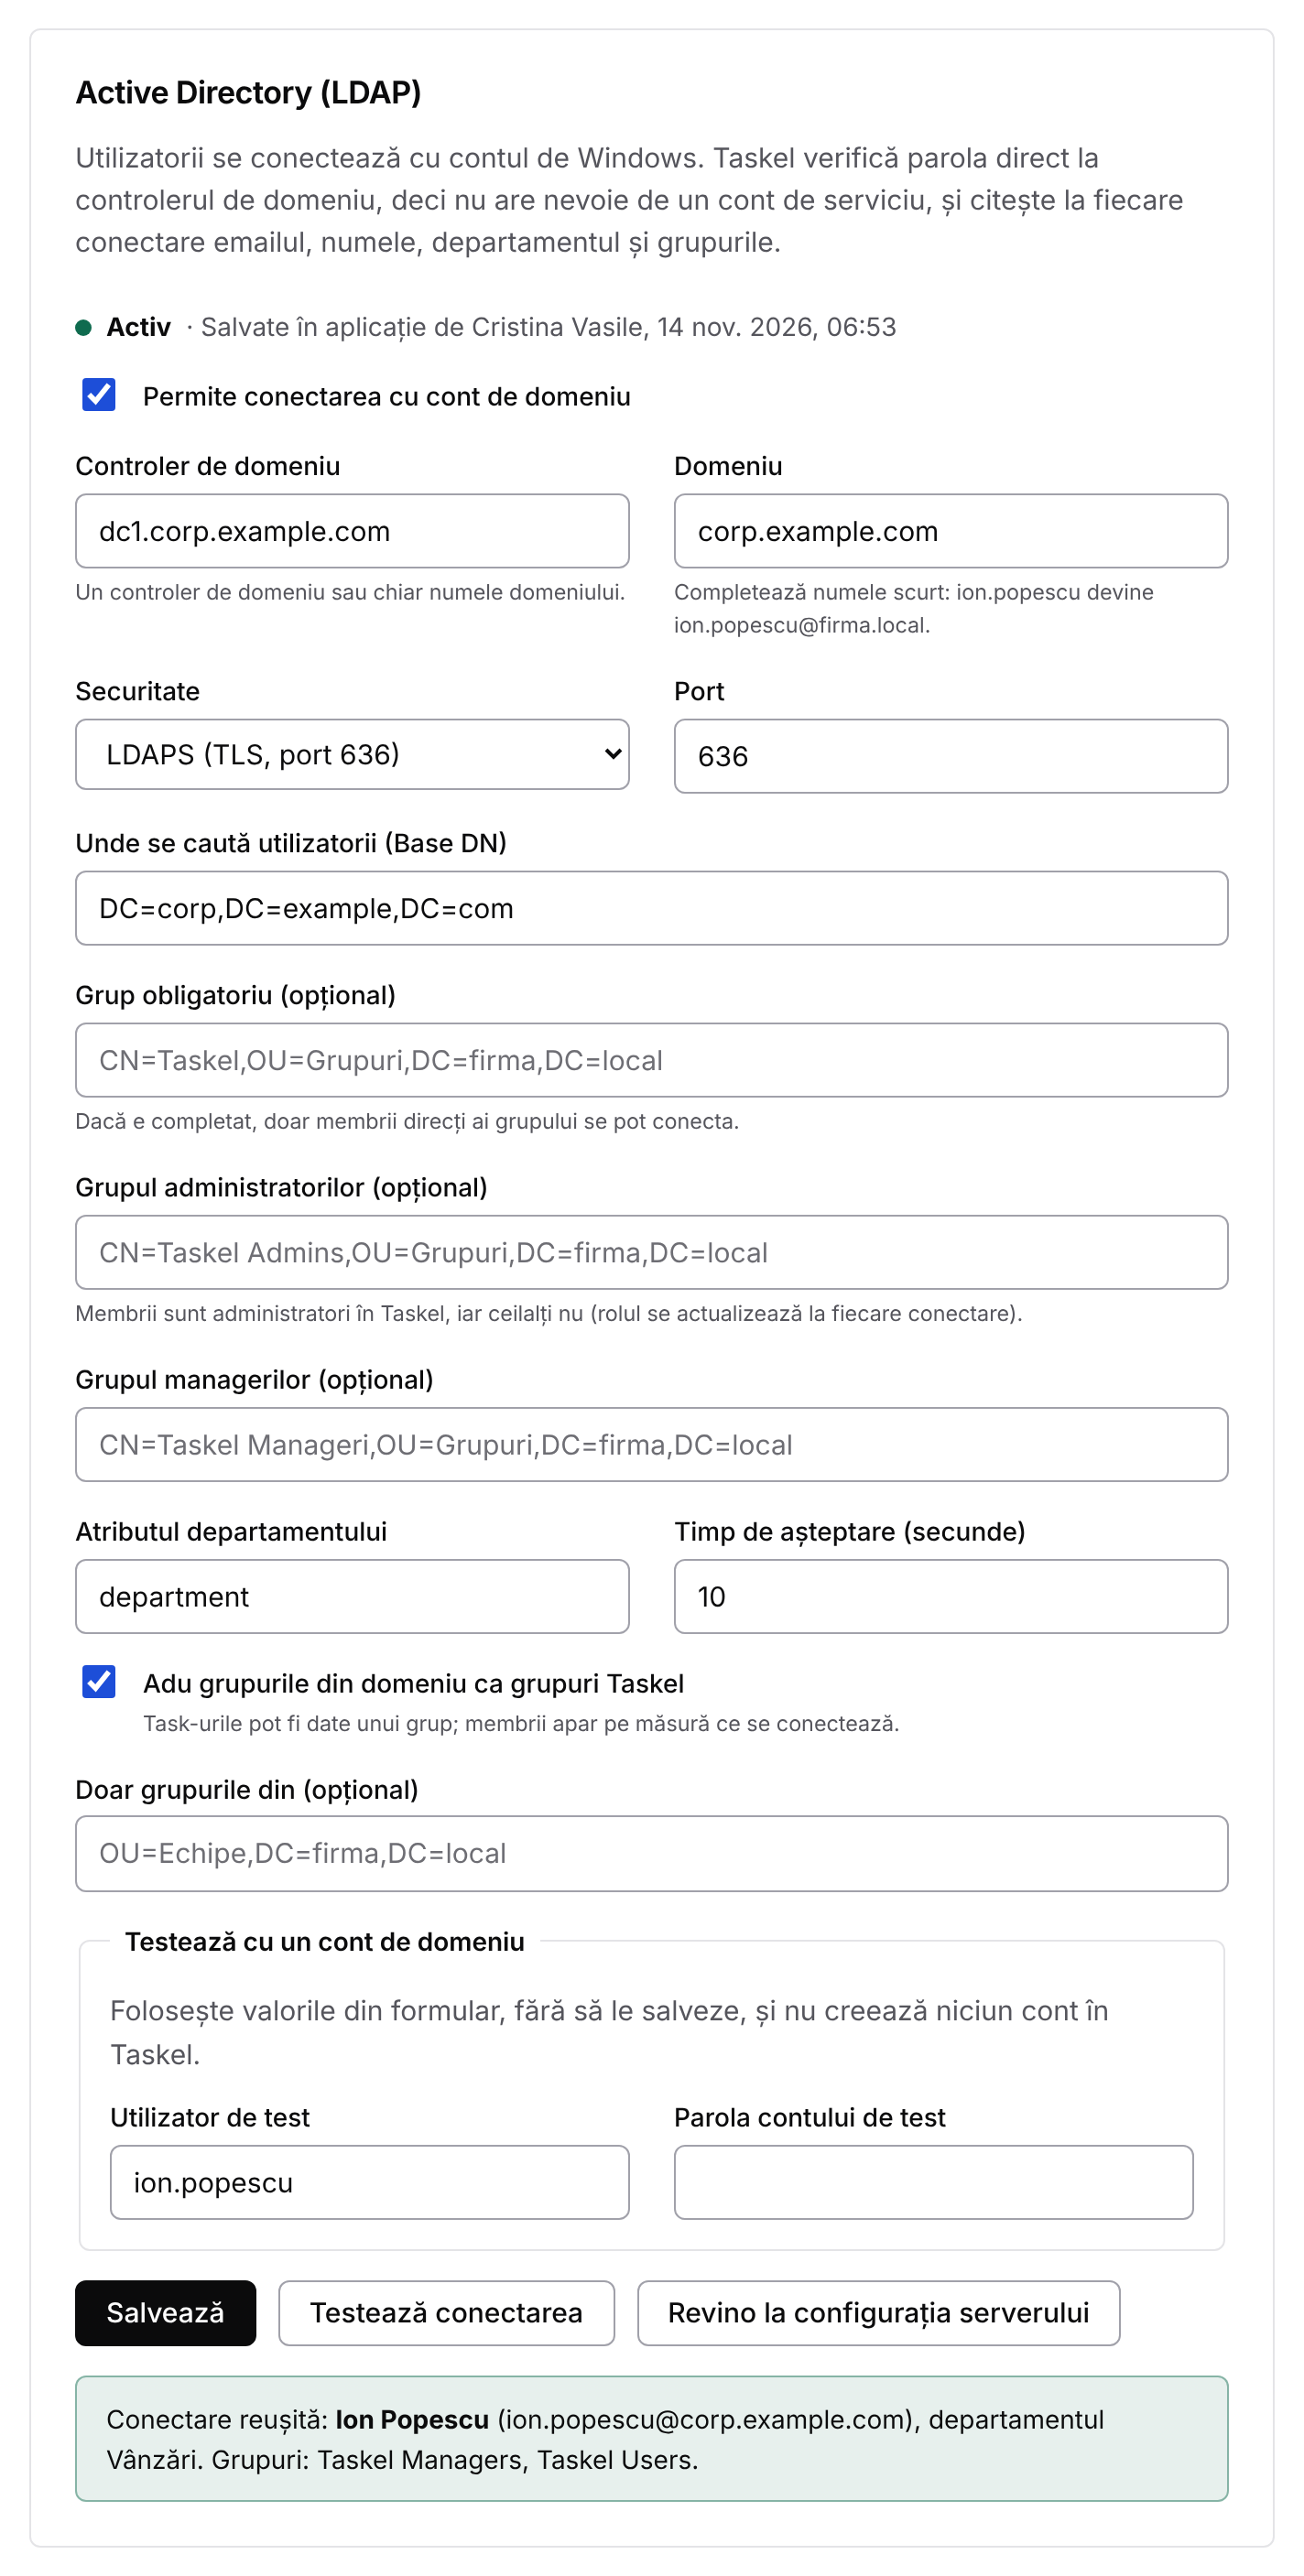 Active Directory (LDAP)
Utilizatorii se conectează cu contul de Windows. Taskel verifică parola direct la
controlerul de domeniu, deci nu are nevoie de un cont de serviciu, și citește la fiecare
conectare emailul, numele, departamentul și grupurile.
Activ · Salvate în aplicație de Cristina Vasile, 14 nov. 2026, 06:53
Permite conectarea cu cont de domeniu
Controler de domeniu
dc1.corp.example.com
Un controler de domeniu sau chiar numele domeniului.
Domeniu
corp.example.com
Completează numele scurt: ion.popescu devine
ion.popescu@firma.local.
Securitate
LDAPS (TLS, port 636)
Port
636
Unde se caută utilizatorii (Base DN)
DC=corp,DC=example,DC=com
Grup obligatoriu (opțional)
CN=Taskel,OU=Grupuri,DC=firma,DC=local
Dacă e completat, doar membrii direcți ai grupului se pot conecta.
Grupul administratorilor (opțional)
CN=Taskel Admins,OU=Grupuri,DC=firma,DC=local
Membrii sunt administratori în Taskel, iar ceilalți nu (rolul se actualizează la fiecare conectare).
Grupul managerilor (opțional)
CN=Taskel Manageri,OU=Grupuri,DC=firma,DC=local
Atributul departamentului
department
Timp de așteptare (secunde)
10
Adu grupurile din domeniu ca grupuri Taskel
Task-urile pot fi date unui grup; membrii apar pe măsură ce se conectează.
Doar grupurile din (opțional)
OU=Echipe,DC=firma,DC=local
Testează cu un cont de domeniu
Folosește valorile din formular, fără să le salveze, și nu creează niciun cont în
Taskel.
Utilizator de test
ion.popescu
Parola contului de test
Salvează
Testează conectarea
Revino la configurația serverului
Conectare reușită: Ion Popescu (ion.popescu@corp.example.com), departamentul
Vânzări. Grupuri: Taskel Managers, Taskel Users.